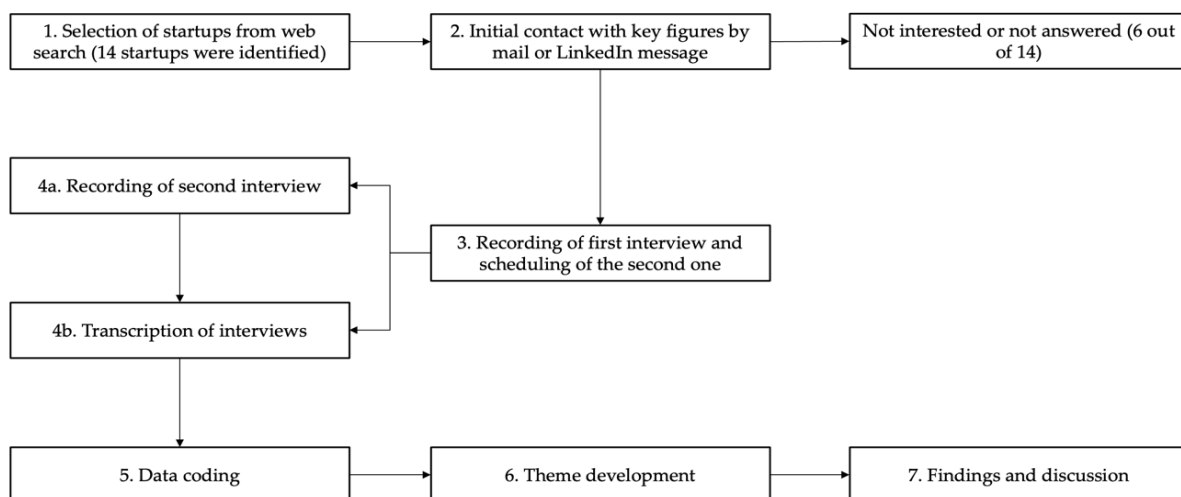 1. Selection of startups from web
search (14 startups were identified)
2. Initial contact with key figures by
mail or LinkedIn message
Not interested or not answered (6 out
of 14)
4a. Recording of second interview
3. Recording of first interview and
scheduling of the second one
4b. Transcription of interviews
5. Data coding
6. Theme development
7. Findings and discussion